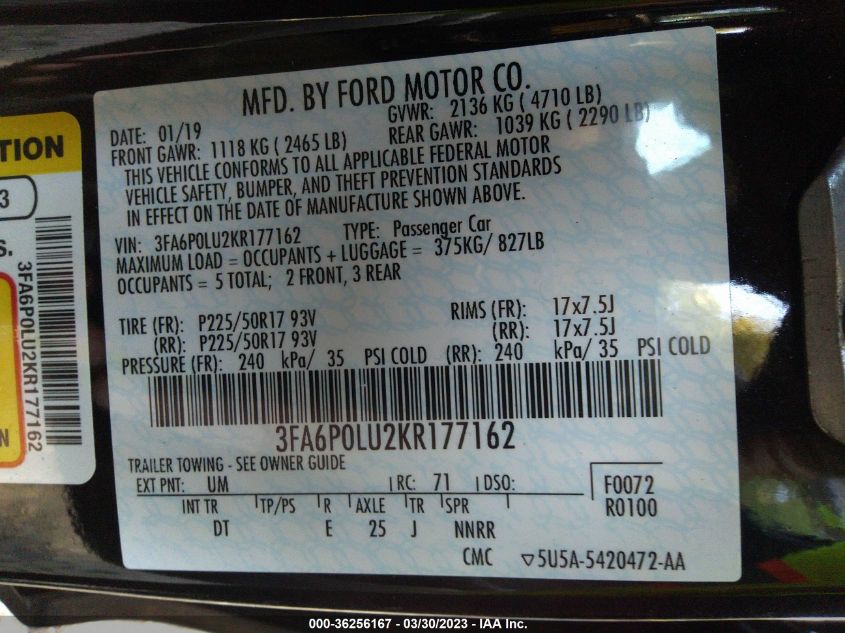 MFD. BY FORD MOTOR CO.
DATE: 01/19 GVWR: 2136 KG ( 4710 LB)
FRONT GAWR: 1118 KG ( 2465 LB) REAR GAWR: 1039 KG ( 2290 LB)
THIS VEHICLE CONFORMS TO ALL APPLICABLE FEDERAL MOTOR
VEHICLE SAFETY, BUMPER, AND THEFT PREVENTION STANDARDS
IN EFFECT ON THE DATE OF MANUFACTURE SHOWN ABOVE.
VIN: 3FA6P0LU2KR177162 TYPE: Passenger Car
MAXIMUM LOAD = OCCUPANTS + LUGGAGE = 375KG/ 827LB
OCCUPANTS = 5 TOTAL; 2 FRONT, 3 REAR
TIRE (FR): P225/50R17 93V RIMS (FR): 17x7.5J
(RR): P225/50R17 93V (RR): 17x7.5J
PRESSURE (FR): 240 kPa/ 35 PSI COLD (RR): 240 kPa/ 35 PSI COLD
3FA6P0LU2KR177162
TRAILER TOWING - SEE OWNER GUIDE
EXT PNT: UM RC: 71 DSO: F0072
INT TR TP/PS R AXLE TR SPR R0100
DT E 25 J NNRR
CMC ▽5U5A-5420472-AA
TION
3
S.
3FA6P0LU2KR177162
N
000-36256167 - 03/30/2023 - IAA Inc.